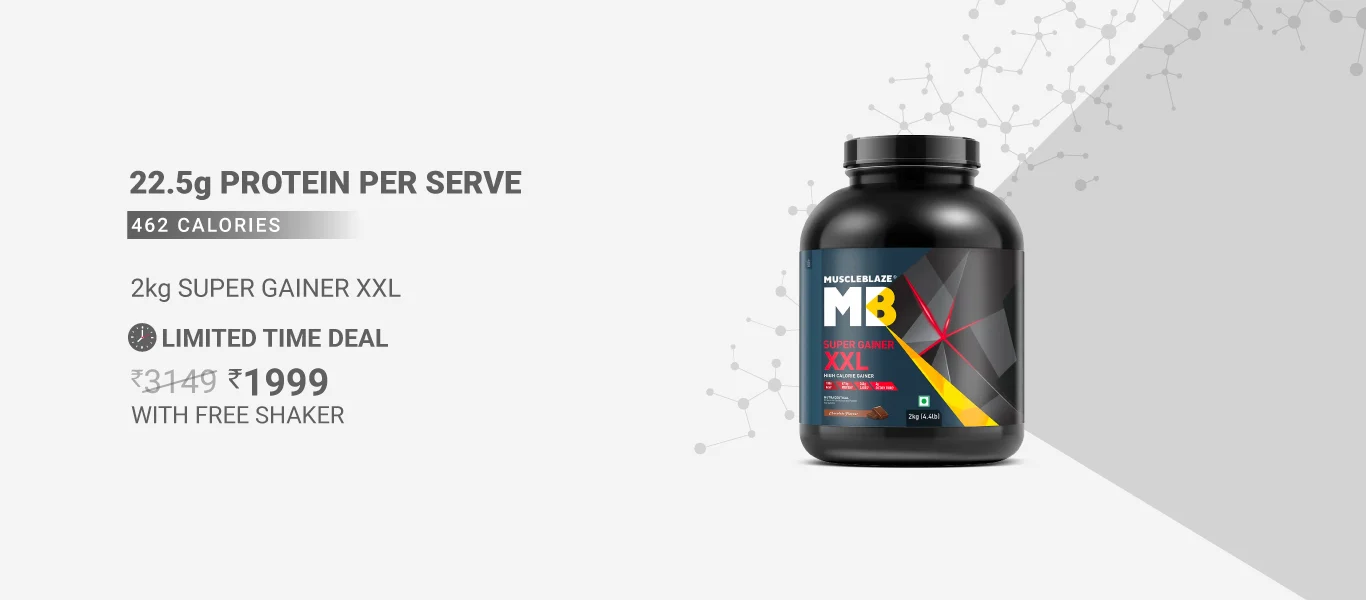 22.5g PROTEIN PER SERVE
462 CALORIES
2kg SUPER GAINER XXL
LIMITED TIME DEAL
₹3149 ₹1999
WITH FREE SHAKER
MUSCLEBLAZE
MB
SUPER GAINER
XXL
HIGH CALORIE GAINER
2kg (4.4lb)